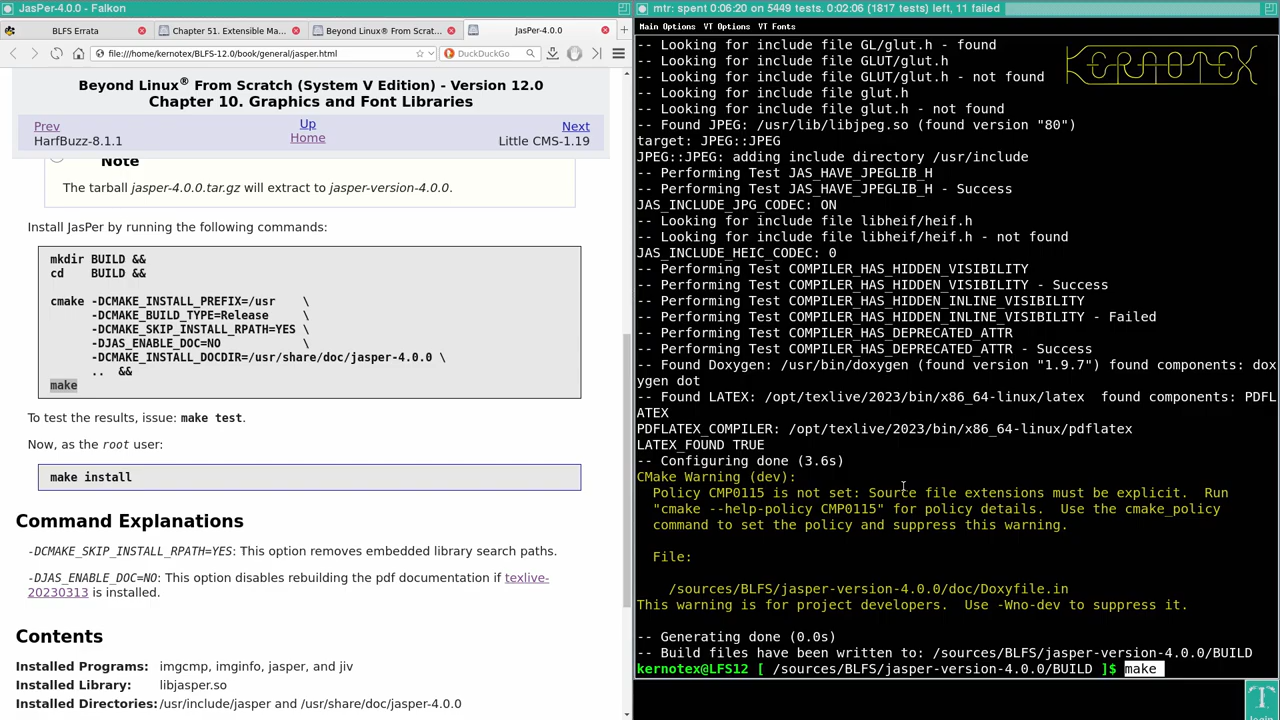 JasPer-4.0.0 - Falkon
BLFS Errata
Chapter 51. Extensible Ma...
Beyond Linux® From Scrat...
JasPer-4.0.0
file:///home/kernotex/BLFS-12.0/book/general/jasper.html
DuckDuckGo
Beyond Linux® From Scratch (System V Edition) - Version 12.0
Chapter 10. Graphics and Font Libraries
Prev
Up
Next
HarfBuzz-8.1.1
Home
Little CMS-1.19
Note
The tarball jasper-4.0.0.tar.gz will extract to jasper-version-4.0.0.
Install JasPer by running the following commands:
mkdir BUILD &&
cd    BUILD &&
cmake -DCMAKE_INSTALL_PREFIX=/usr    \
-DCMAKE_BUILD_TYPE=Release     \
-DCMAKE_SKIP_INSTALL_RPATH=YES \
-DJAS_ENABLE_DOC=NO            \
-DCMAKE_INSTALL_DOCDIR=/usr/share/doc/jasper-4.0.0 \
..  &&
make
To test the results, issue: make test.
Now, as the root user:
make install
Command Explanations
-DCMAKE_SKIP_INSTALL_RPATH=YES: This option removes embedded library search paths.
-DJAS_ENABLE_DOC=NO: This option disables rebuilding the pdf documentation if texlive-
20230313 is installed.
Contents
Installed Programs: imgcmp, imginfo, jasper, and jiv
Installed Library: libjasper.so
Installed Directories: /usr/include/jasper and /usr/share/doc/jasper-4.0.0
mtr: spent 0:06:20 on 5449 tests. 0:02:06 (1817 tests) left, 11 failed
Main Options  VT Options  VT Fonts
KERNOTEX
-- Looking for include file GL/glut.h - found
-- Looking for include file GLUT/glut.h
-- Looking for include file GLUT/glut.h - not found
-- Looking for include file glut.h
-- Looking for include file glut.h - not found
-- Found JPEG: /usr/lib/libjpeg.so (found version "80")
target: JPEG::JPEG
JPEG::JPEG: adding include directory /usr/include
-- Performing Test JAS_HAVE_JPEGLIB_H
-- Performing Test JAS_HAVE_JPEGLIB_H - Success
JAS_INCLUDE_JPG_CODEC: ON
-- Looking for include file libheif/heif.h
-- Looking for include file libheif/heif.h - not found
JAS_INCLUDE_HEIC_CODEC: 0
-- Performing Test COMPILER_HAS_HIDDEN_VISIBILITY
-- Performing Test COMPILER_HAS_HIDDEN_VISIBILITY - Success
-- Performing Test COMPILER_HAS_HIDDEN_INLINE_VISIBILITY
-- Performing Test COMPILER_HAS_HIDDEN_INLINE_VISIBILITY - Failed
-- Performing Test COMPILER_HAS_DEPRECATED_ATTR
-- Performing Test COMPILER_HAS_DEPRECATED_ATTR - Success
-- Found Doxygen: /usr/bin/doxygen (found version "1.9.7") found components: dox
ygen dot
-- Found LATEX: /opt/texlive/2023/bin/x86_64-linux/latex  found components: PDFL
ATEX
PDFLATEX_COMPILER: /opt/texlive/2023/bin/x86_64-linux/pdflatex
LATEX_FOUND TRUE
-- Configuring done (3.6s)
CMake Warning (dev):
Policy CMP0115 is not set: Source file extensions must be explicit.  Run
"cmake --help-policy CMP0115" for policy details.  Use the cmake_policy
command to set the policy and suppress this warning.
File:
/sources/BLFS/jasper-version-4.0.0/doc/Doxyfile.in
This warning is for project developers.  Use -Wno-dev to suppress it.
-- Generating done (0.0s)
-- Build files have been written to: /sources/BLFS/jasper-version-4.0.0/BUILD
kernotex@LFS12 [ /sources/BLFS/jasper-version-4.0.0/BUILD ]$ make